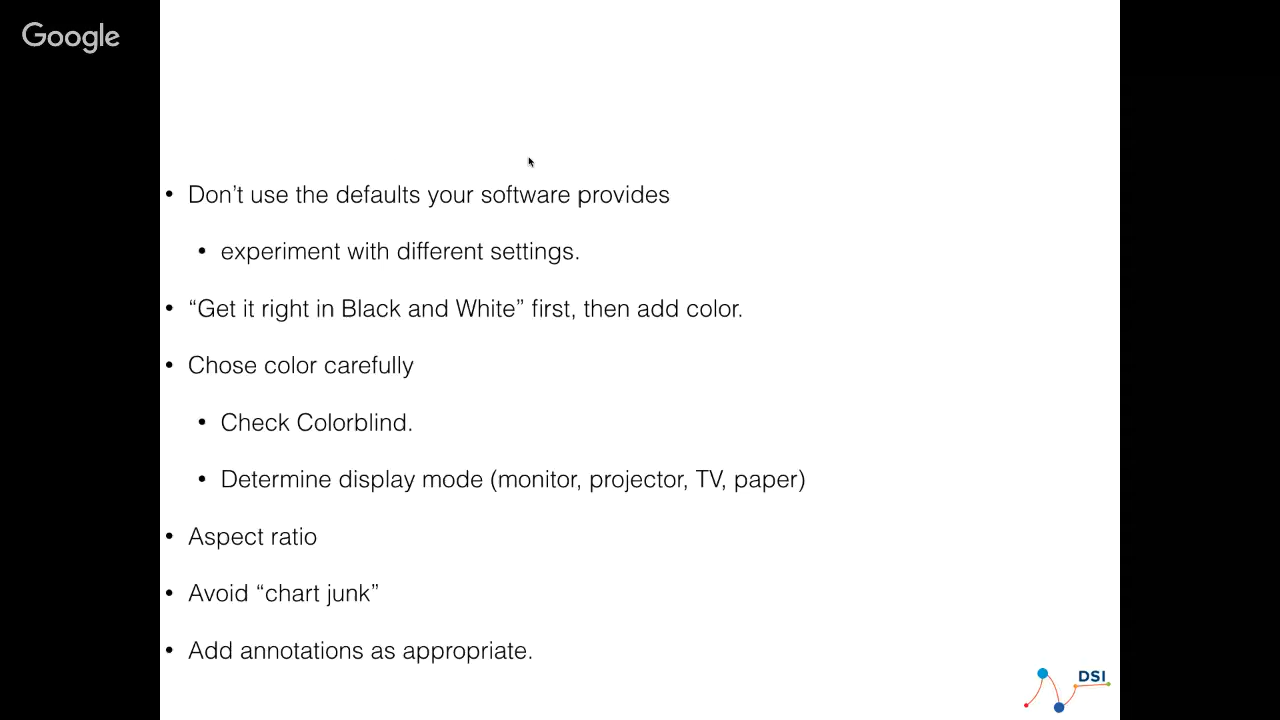 Google
• Don’t use the defaults your software provides
• experiment with different settings.
• “Get it right in Black and White” first, then add color.
• Chose color carefully
• Check Colorblind.
• Determine display mode (monitor, projector, TV, paper)
• Aspect ratio
• Avoid “chart junk”
• Add annotations as appropriate.
DSI